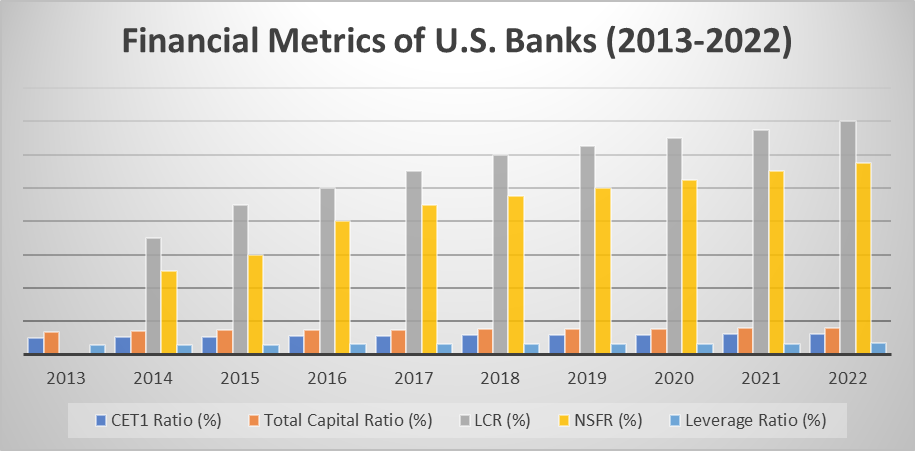 Financial Metrics of U.S. Banks (2013-2022)
2013 2014 2015 2016 2017 2018 2019 2020 2021 2022
CET1 Ratio (%) Total Capital Ratio (%) LCR (%) NSFR (%) Leverage Ratio (%)